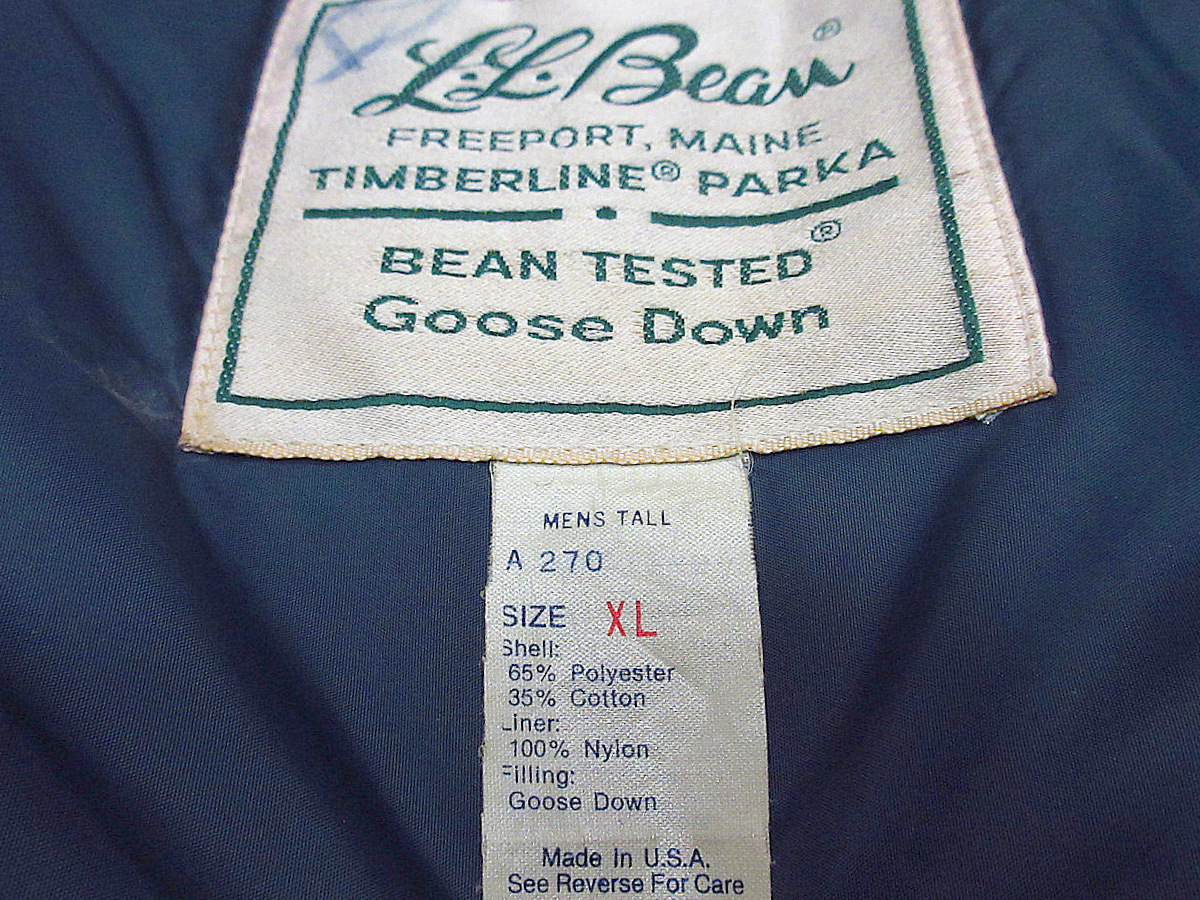 L.L.Bean®
FREEPORT, MAINE
TIMBERLINE® PARKA
BEAN TESTED®
Goose Down
MENS TALL
A 270
SIZE XL
Shell:
65% Polyester
35% Cotton
Liner:
100% Nylon
Filling:
Goose Down
Made in U.S.A.
See Reverse For Care